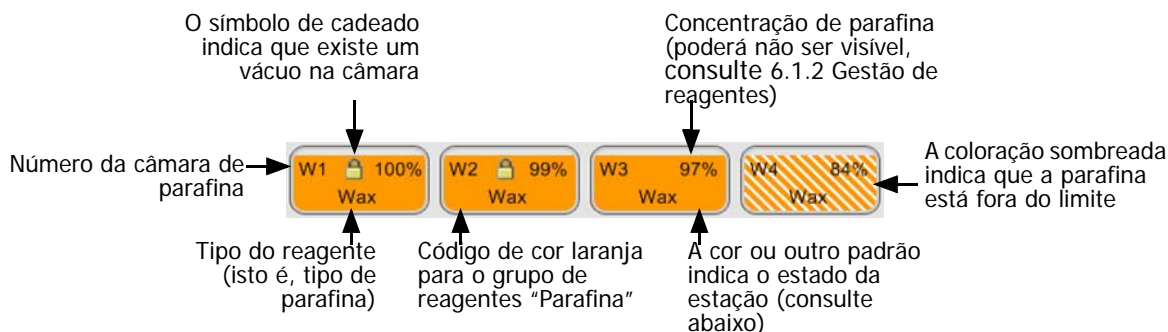 O símbolo de cadeado
indica que existe um
vácuo na câmara
Concentração de parafina
(poderá não ser visível,
consulte 6.1.2 Gestão de
reagentes)
Número da câmara de
parafina
W1 100%
Wax
W2 99%
Wax
W3 97%
Wax
W4 84%
Wax
A coloração sombreada
indica que a parafina
está fora do limite
Tipo do reagente
(isto é, tipo de
parafina)
Código de cor laranja
para o grupo de
reagentes “Parafina”
A cor ou outro padrão
indica o estado da
estação (consulte
abaixo)